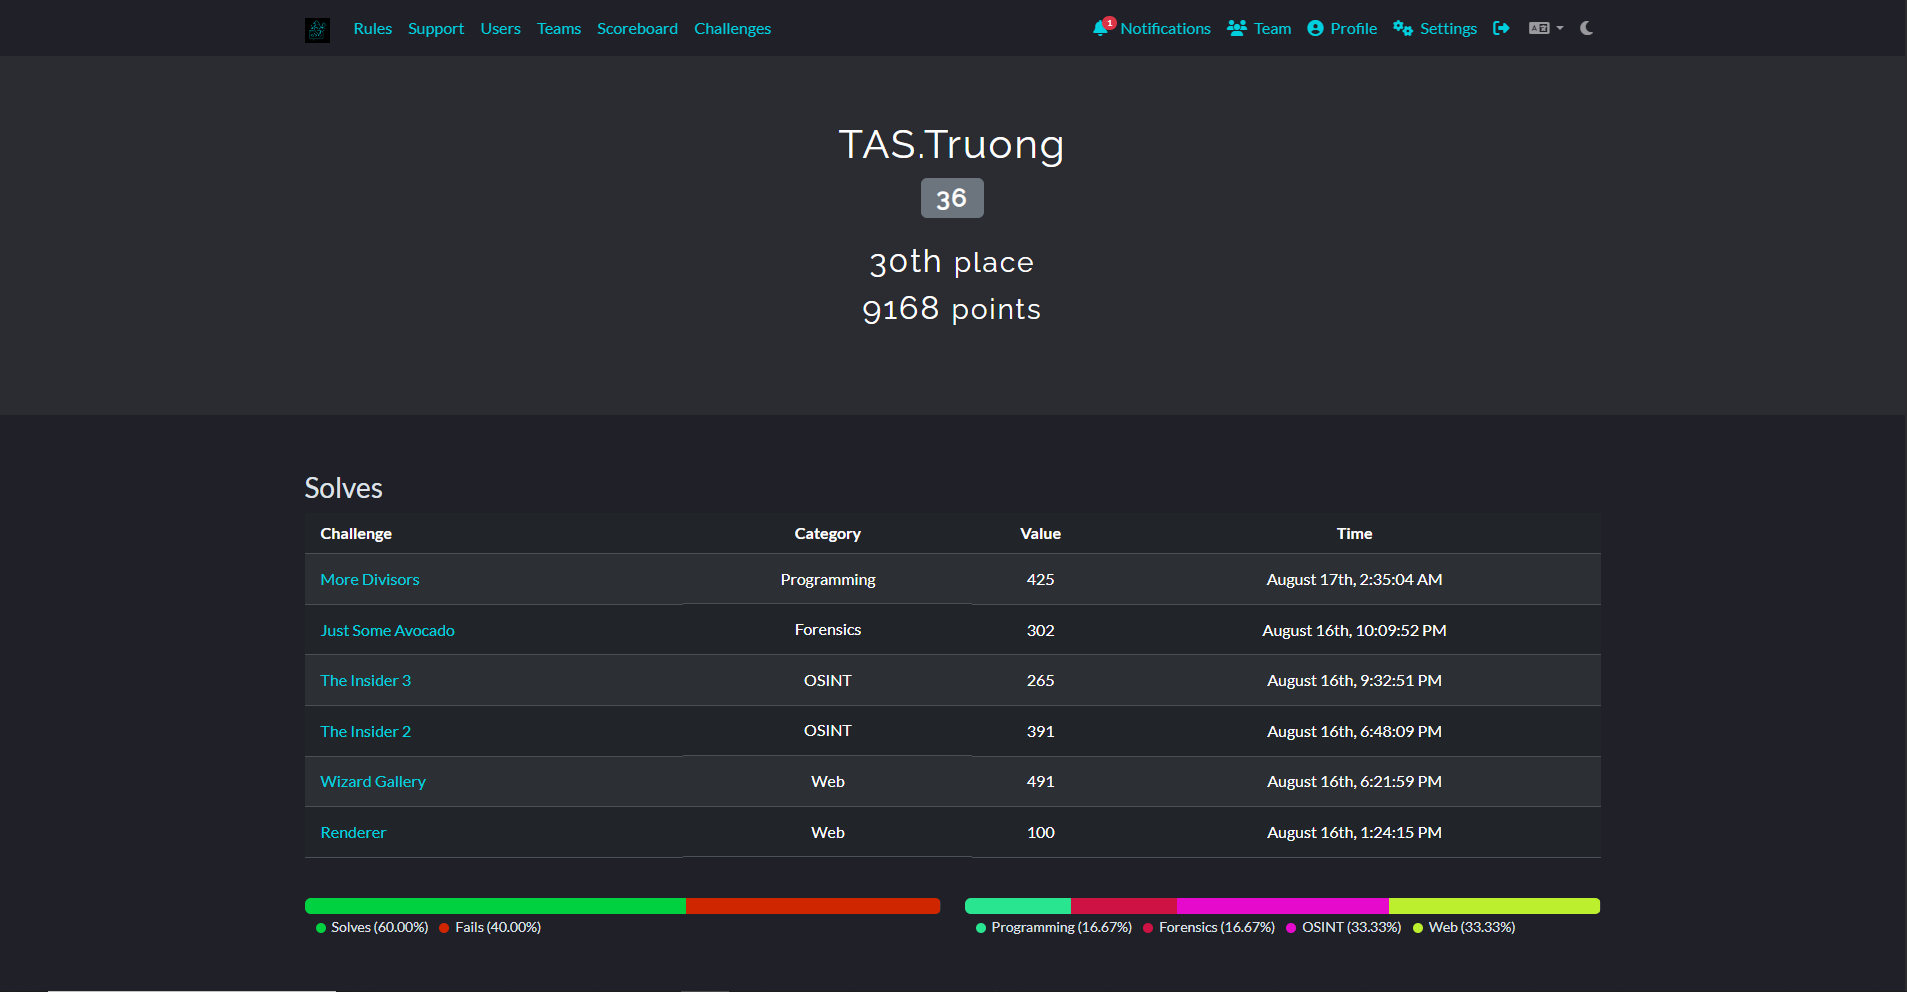 Rules Support Users Teams Scoreboard Challenges 1 Notifications Team Profile Settings
TAS.Truong
36
30th place
9168 points
Solves
Challenge Category Value Time
More Divisors Programming 425 August 17th, 2:35:04 AM
Just Some Avocado Forensics 302 August 16th, 10:09:52 PM
The Insider 3 OSINT 265 August 16th, 9:32:51 PM
The Insider 2 OSINT 391 August 16th, 6:48:09 PM
Wizard Gallery Web 491 August 16th, 6:21:59 PM
Renderer Web 100 August 16th, 1:24:15 PM
Solves (60.00%) Fails (40.00%) Programming (16.67%) Forensics (16.67%) OSINT (33.33%) Web (33.33%)